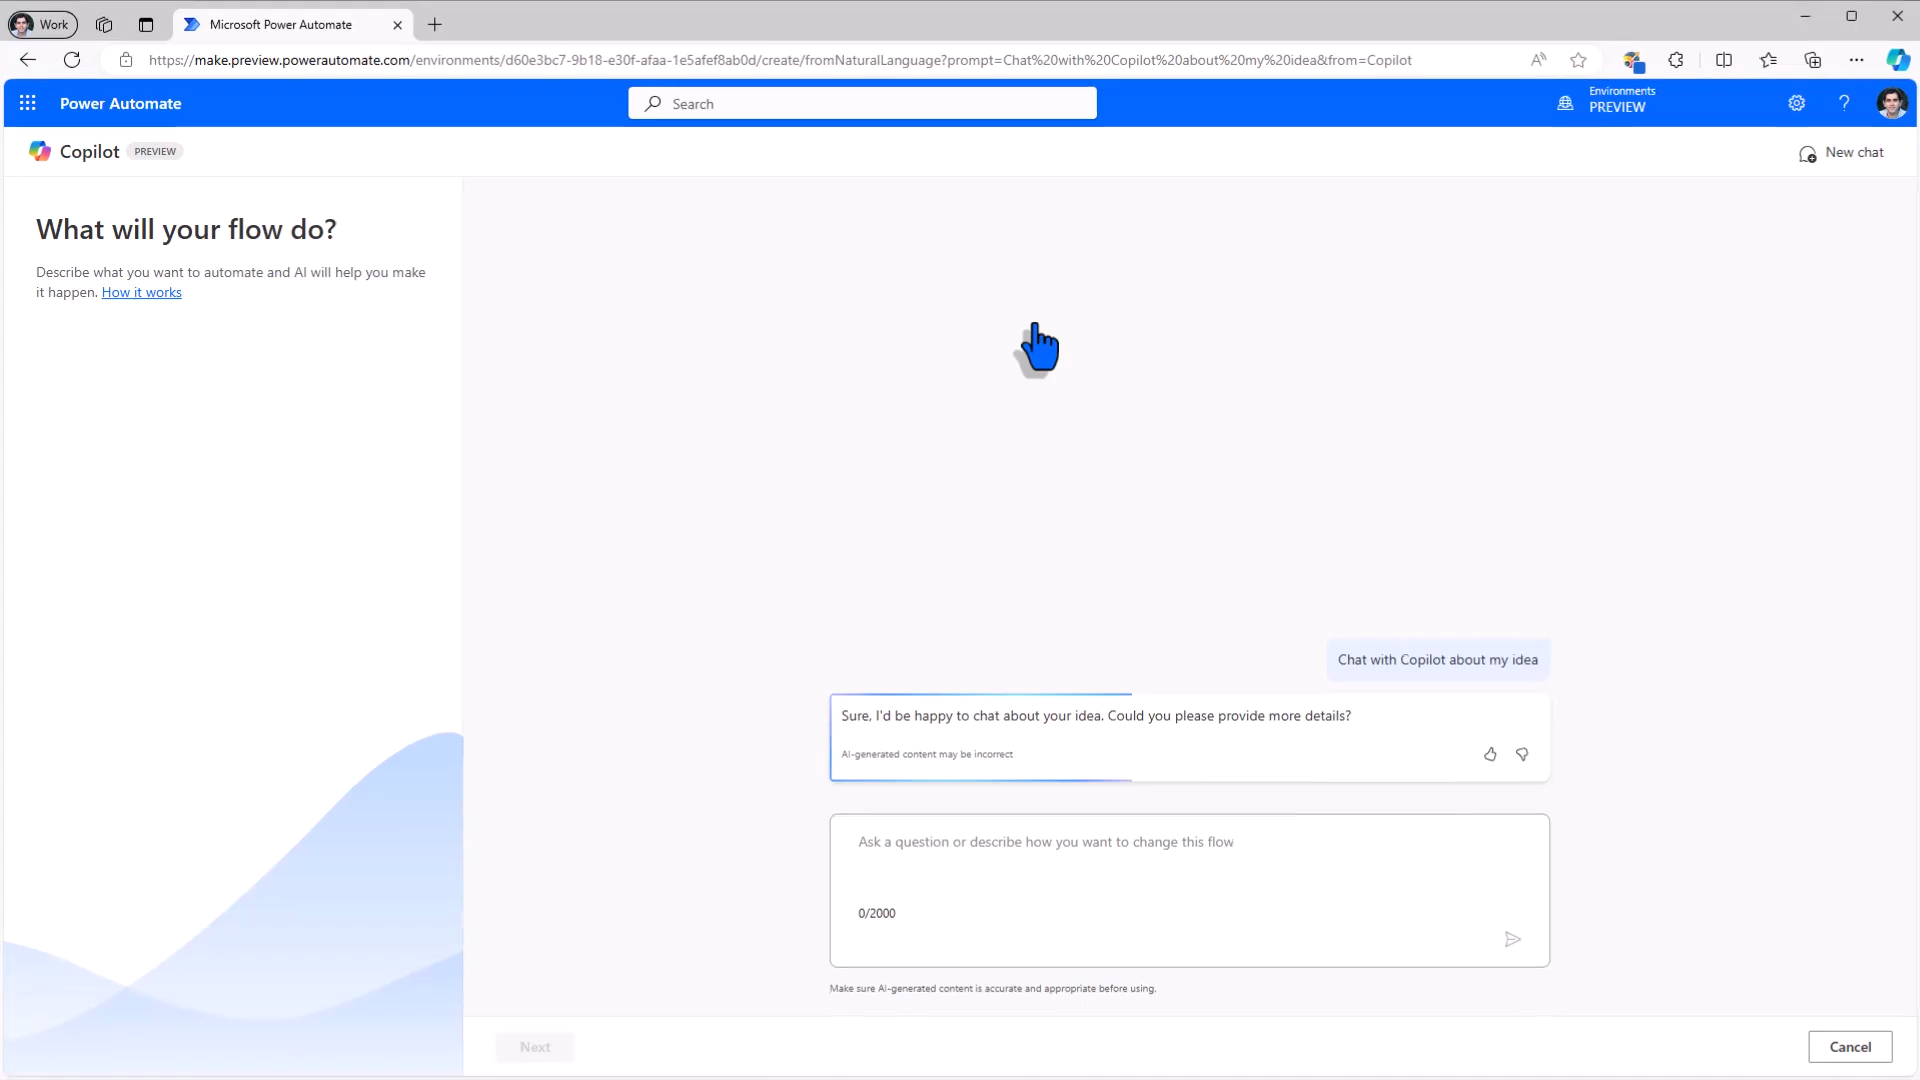 Work
Microsoft Power Automate
https://make.preview.powerautomate.com/environments/d60e3bc7-9b18-e30f-afaa-1e5afef8ab0d/create/fromNaturalLanguage?prompt=Chat%20with%20Copilot%20about%20my%20idea&from=Copilot
Power Automate
Search
Environments
PREVIEW
Copilot PREVIEW
New chat
What will your flow do?
Describe what you want to automate and AI will help you make
it happen. How it works
Chat with Copilot about my idea
Sure, I'd be happy to chat about your idea. Could you please provide more details?
AI-generated content may be incorrect
Ask a question or describe how you want to change this flow
0/2000
Make sure AI-generated content is accurate and appropriate before using.
Next
Cancel